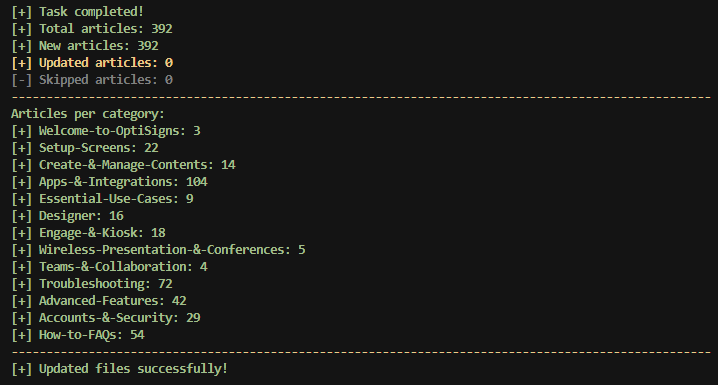 [+] Task completed!
[+] Total articles: 392
[+] New articles: 392
[+] Updated articles: 0
[-] Skipped articles: 0
----------------------------------------------------------------------------------------------------
Articles per category:
[+] Welcome-to-OptiSigns: 3
[+] Setup-Screens: 22
[+] Create-&-Manage-Contents: 14
[+] Apps-&-Integrations: 104
[+] Essential-Use-Cases: 9
[+] Designer: 16
[+] Engage-&-Kiosk: 18
[+] Wireless-Presentation-&-Conferences: 5
[+] Teams-&-Collaboration: 4
[+] Troubleshooting: 72
[+] Advanced-Features: 42
[+] Accounts-&-Security: 29
[+] How-to-FAQs: 54
----------------------------------------------------------------------------------------------------
[+] Updated files successfully!